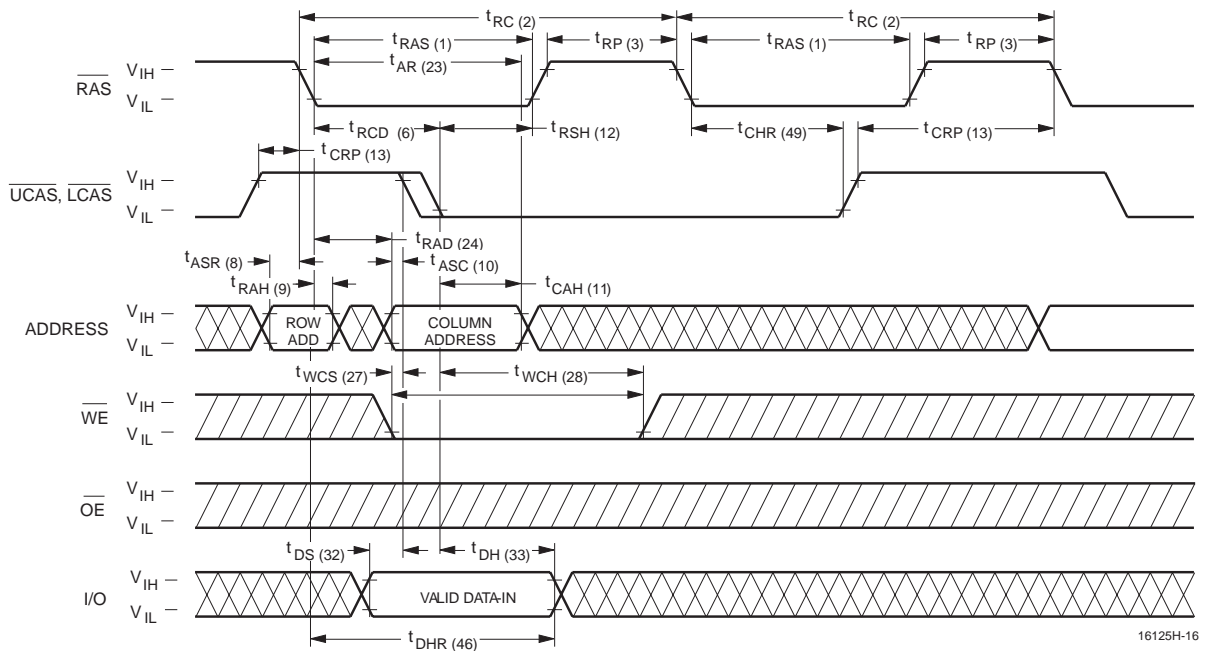 t RC (2) t RC (2)
t RAS (1) t RP (3) t RAS (1) t RP (3)
t AR (23)
RAS V IH
V IL
t RCD (6) t RSH (12) t CHR (49) t CRP (13)
t CRP (13)
UCAS, LCAS V IH
V IL
t RAD (24)
t ASR (8) t ASC (10)
t RAH (9) t CAH (11)
ADDRESS V IH
V IL
ROW ADD
COLUMN ADDRESS
t WCS (27) t WCH (28)
WE V IH
V IL
OE V IH
V IL
t DS (32) t DH (33)
I/O V IH
V IL
VALID DATA-IN
t DHR (46)
16125H-16